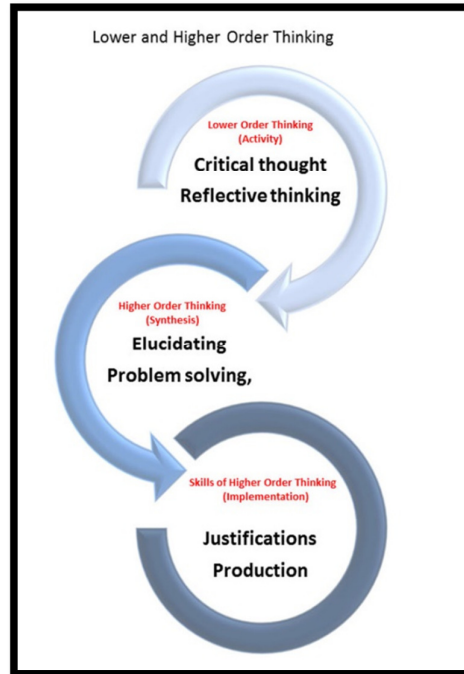 Lower and Higher Order Thinking
Lower Order Thinking
(Activity)
Critical thought
Reflective thinking
Higher Order Thinking
(Synthesis)
Elucidating
Problem solving,
Skills of Higher Order Thinking
(Implementation)
Justifications
Production